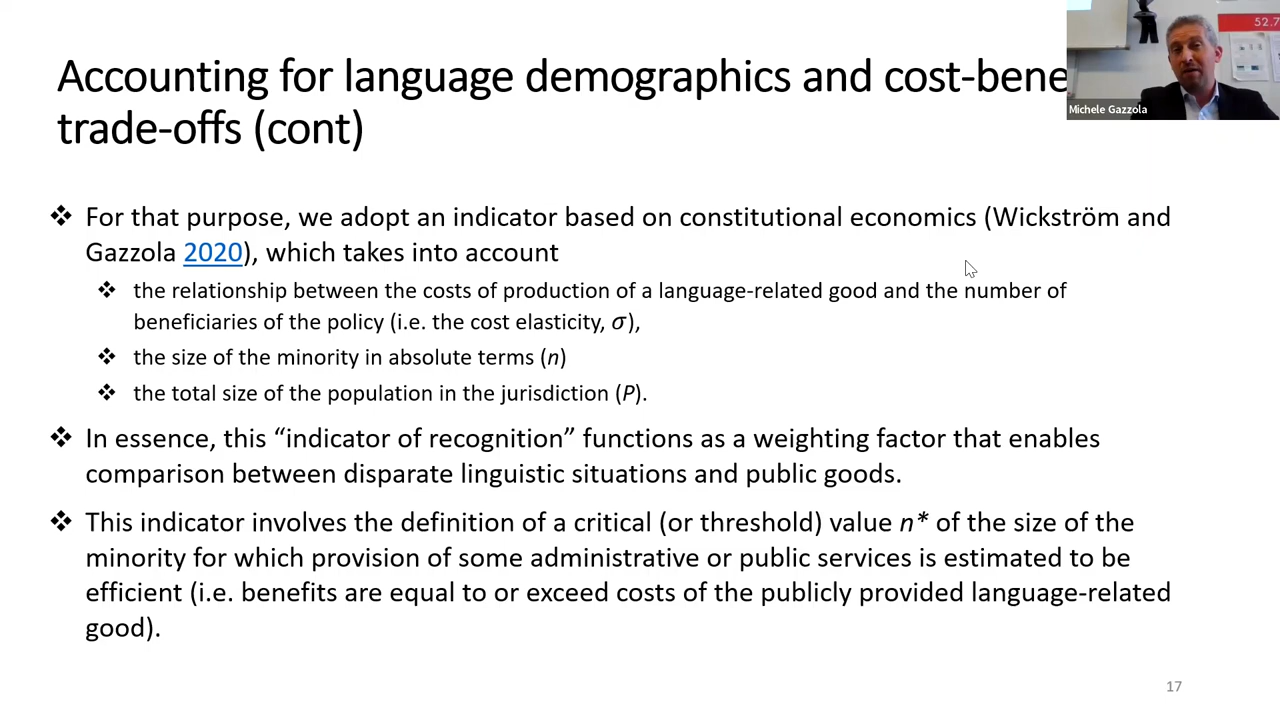 Accounting for language demographics and cost-bene
trade-offs (cont)
52.7
Michele Gazzola
❖ For that purpose, we adopt an indicator based on constitutional economics (Wickström and
Gazzola 2020), which takes into account
❖ the relationship between the costs of production of a language-related good and the number of
beneficiaries of the policy (i.e. the cost elasticity, σ),
❖ the size of the minority in absolute terms (n)
❖ the total size of the population in the jurisdiction (P).
❖ In essence, this “indicator of recognition” functions as a weighting factor that enables
comparison between disparate linguistic situations and public goods.
❖ This indicator involves the definition of a critical (or threshold) value n* of the size of the
minority for which provision of some administrative or public services is estimated to be
efficient (i.e. benefits are equal to or exceed costs of the publicly provided language-related
good).
17